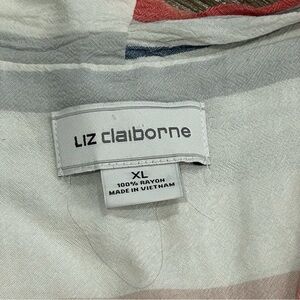 LIZ claiborne
XL
100% RAYON
MADE IN VIETNAM